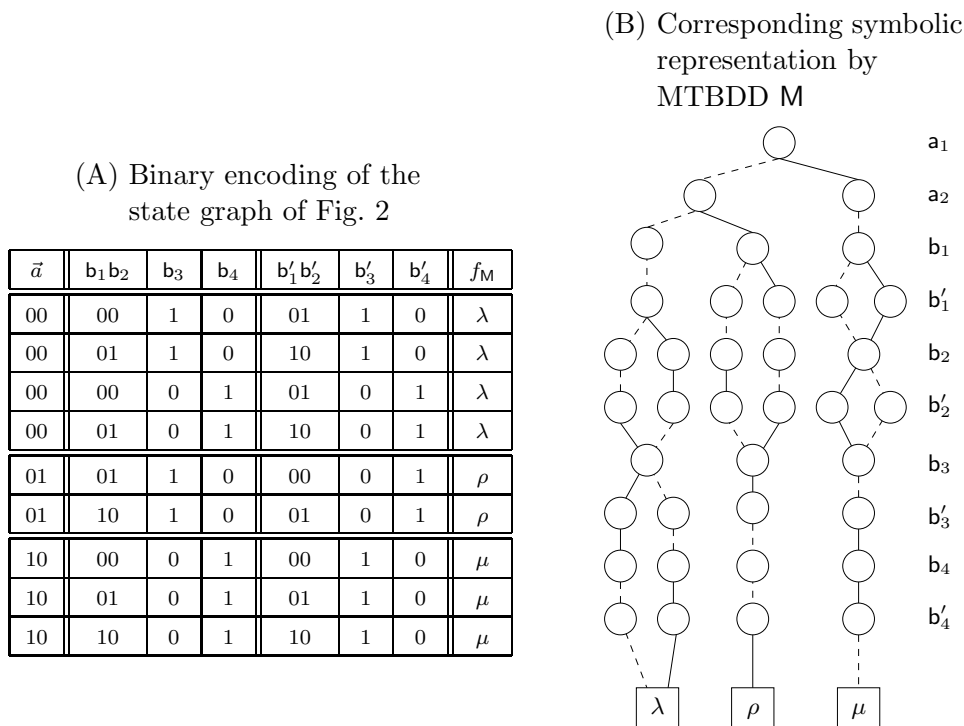 (A) Binary encoding of the
state graph of Fig. 2
a⃗ b₁b₂ b₃ b₄ b′₁b′₂ b′₃ b′₄ f_M
00 00 1 0 01 1 0 λ
00 01 1 0 10 1 0 λ
00 00 0 1 01 0 1 λ
00 01 0 1 10 0 1 λ
01 01 1 0 00 0 1 ρ
01 10 1 0 01 0 1 ρ
10 00 0 1 00 1 0 μ
10 01 0 1 01 1 0 μ
10 10 0 1 10 1 0 μ
(B) Corresponding symbolic
representation by
MTBDD M
a₁
a₂
b₁
b′₁
b₂
b′₂
b₃
b′₃
b₄
b′₄
λ ρ μ